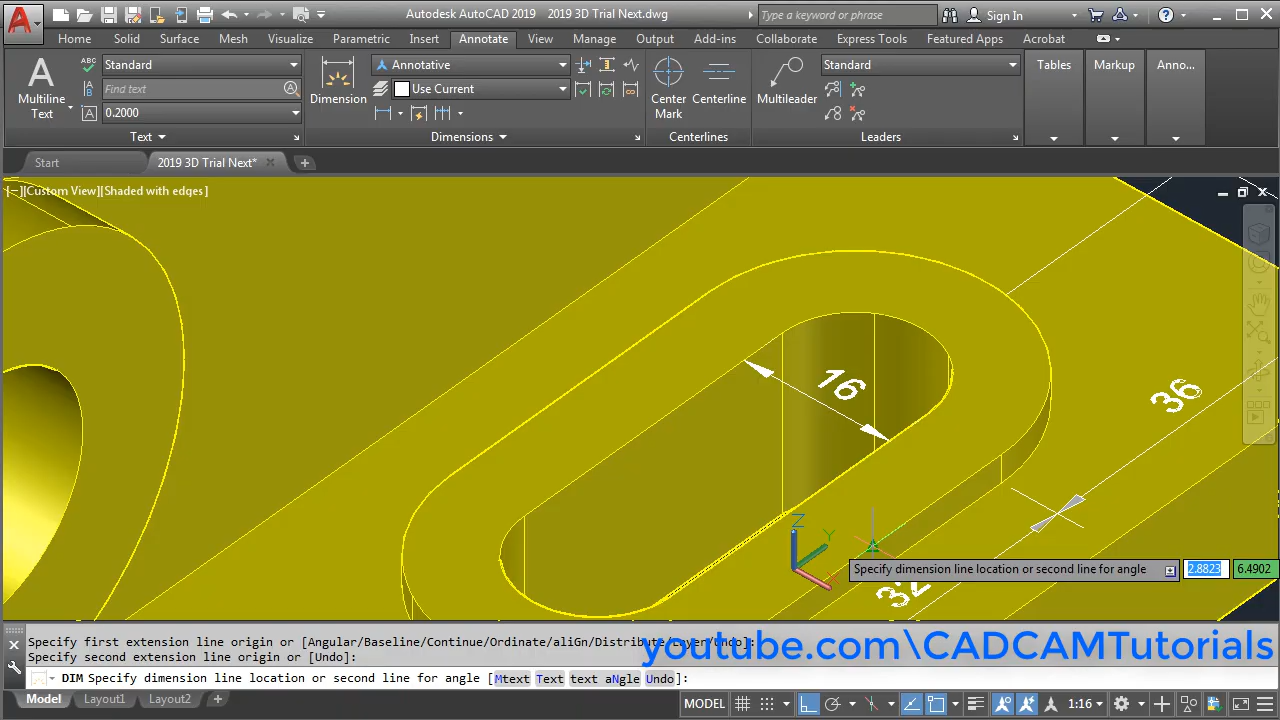 Autodesk AutoCAD 2019 2019 3D Trial Next.dwg
Type a keyword or phrase
Sign In
Home Solid Surface Mesh Visualize Parametric Insert Annotate View Manage Output Add-ins Collaborate Express Tools Featured Apps Acrobat
A
Multiline
Text
ABC
Standard
Find text
0.2000
Text
Dimension
Annotative
Use Current
Dimensions
Center
Mark
Centerline
Centerlines
Multileader
Standard
Leaders
Tables
Markup
Anno...
Start
2019 3D Trial Next*
[−][Custom View][Shaded with edges]
16
36
Z
Y
X
Specify dimension line location or second line for angle
2.8823
6.4902
32
Specify first extension line origin or [Angular/Baseline/Continue/Ordinate/aliGn/Distribute/Layer/Undo]:
Specify second extension line origin or [Undo]:
DIM Specify dimension line location or second line for angle [Mtext Text text aNgle Undo]:
youtube.com\CADCAMTutorials
Model Layout1 Layout2
MODEL
1:16